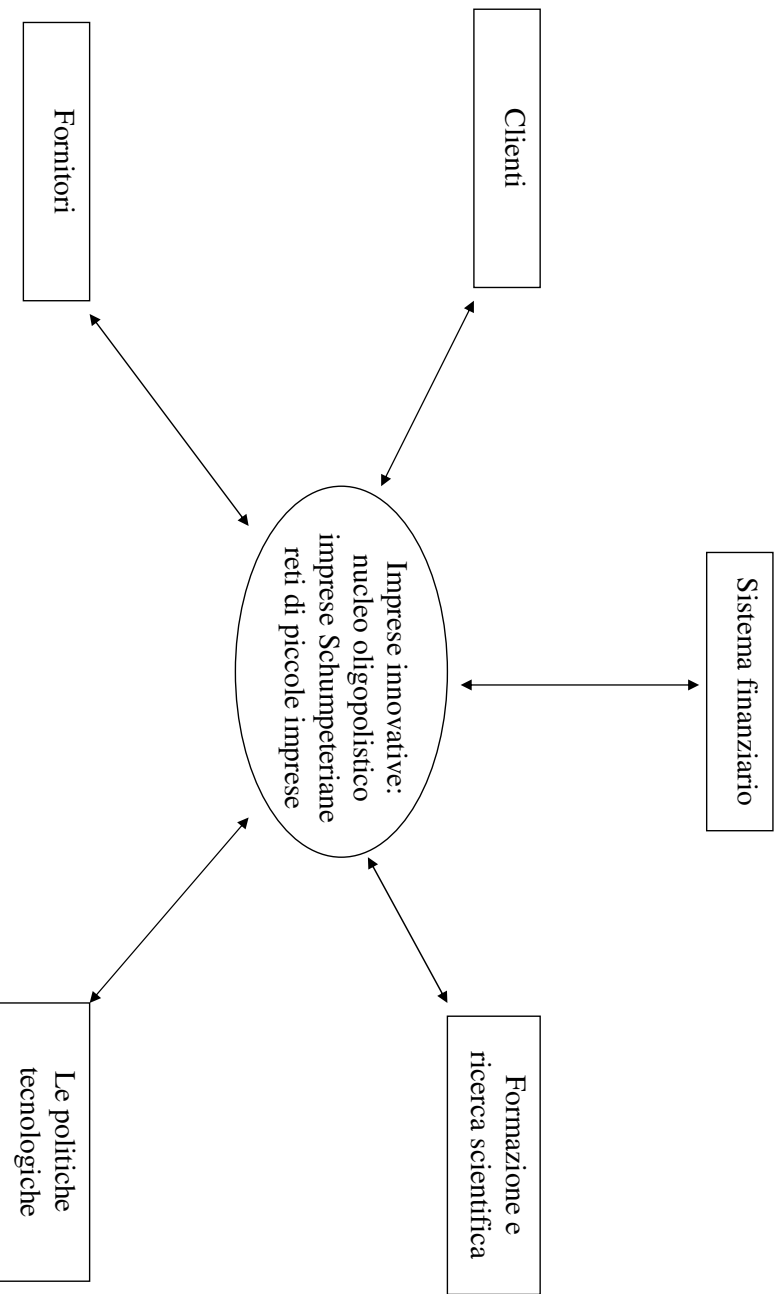 Sistema finanziario
Clienti
Formazione e
ricerca scientifica
Imprese innovative:
nucleo oligopolistico
imprese Schumpeteriane
reti di piccole imprese
Fornitori
Le politiche
tecnologiche